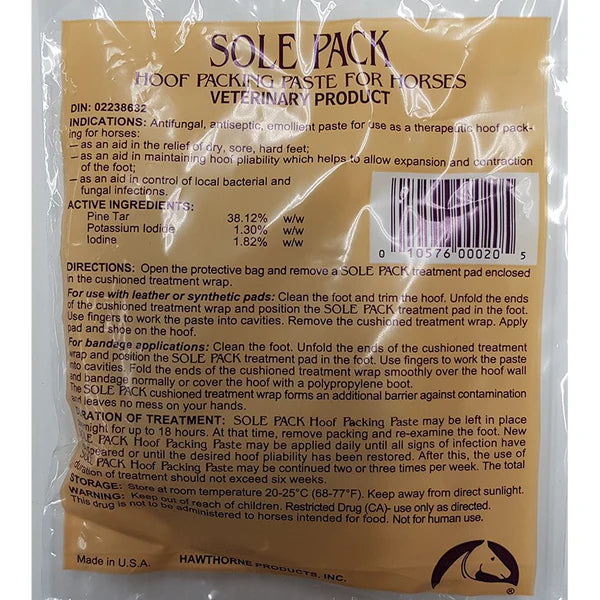 SOLE PACK
HOOF PACKING PASTE FOR HORSES
VETERINARY PRODUCT
DIN: 02238632
INDICATIONS: Antifungal, antiseptic, emollient paste for use as a therapeutic hoof pack-
ing for horses:
– as an aid in the relief of dry, sore, hard feet;
– as an aid in maintaining hoof pliability which helps to allow expansion and contraction
of the foot;
– as an aid in control of local bacterial and
fungal infections.
ACTIVE INGREDIENTS:
Pine Tar 38.12% w/w
Potassium Iodide 1.30% w/w
Iodine 1.82% w/w
0 10576 00020 5
DIRECTIONS: Open the protective bag and remove a SOLE PACK treatment pad enclosed
in the cushioned treatment wrap.
For use with leather or synthetic pads: Clean the foot and trim the hoof. Unfold the ends
of the cushioned treatment wrap and position the SOLE PACK treatment pad in the foot.
Use fingers to work the paste into cavities. Remove the cushioned treatment wrap. Apply
pad and shoe on the hoof.
For bandage applications: Clean the foot. Unfold the ends of the cushioned treatment
wrap and position the SOLE PACK treatment pad in the foot. Use fingers to work the paste
into cavities. Fold the ends of the cushioned treatment wrap smoothly over the hoof wall
and bandage normally or cover the hoof with a polypropylene boot.
The SOLE PACK cushioned treatment wrap forms an additional barrier against contamination
and leaves no mess on your hands.
DURATION OF TREATMENT: SOLE PACK Hoof Packing Paste may be left in place
overnight for up to 18 hours. At that time, remove packing and re-examine the foot. New
SOLE PACK Hoof Packing Paste may be applied daily until all signs of infection have
disappeared or until the desired hoof pliability has been restored. After this, the use of
SOLE PACK Hoof Packing Paste may be continued two or three times per week. The total
duration of treatment should not exceed six weeks.
STORAGE: Store at room temperature 20-25°C (68-77°F). Keep away from direct sunlight.
WARNING: Keep out of reach of children. Restricted Drug (CA)- use only as directed.
This drug is not to be administered to horses intended for food. Not for human use.
Made in U.S.A. HAWTHORNE PRODUCTS, INC.
®